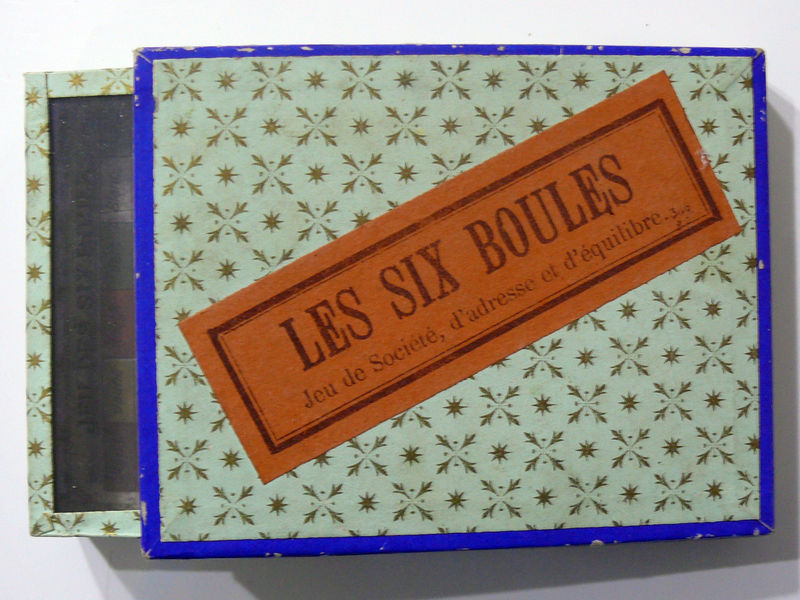 LES SIX BOULES
Jeu de Société, d'adresse et d'équilibre.